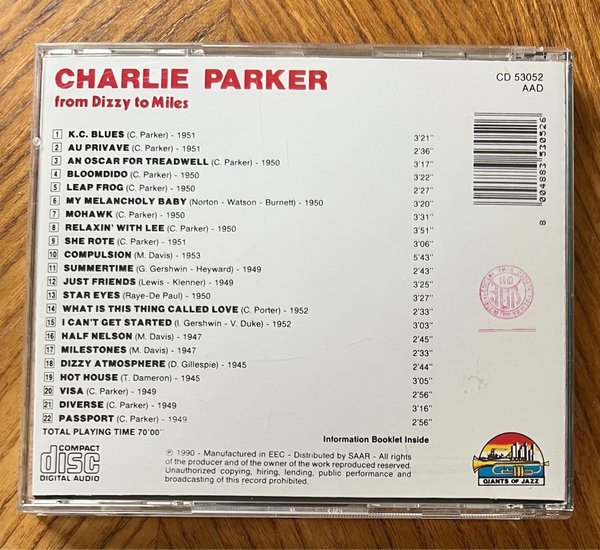 CHARLIE PARKER
from Dizzy to Miles
CD 53052
AAD
1 K.C. BLUES (C. Parker) - 1951 3'21''
2 AU PRIVAVE (C. Parker) - 1951 2'36''
3 AN OSCAR FOR TREADWELL (C. Parker) - 1950 3'17''
4 BLOOMDIDO (C. Parker) - 1950 3'22''
5 LEAP FROG (C. Parker) - 1950 2'27''
6 MY MELANCHOLY BABY (Norton - Watson - Burnett) - 1950 3'20''
7 MOHAWK (C. Parker) - 1950 3'31''
8 RELAXIN' WITH LEE (C. Parker) - 1950 3'51''
9 SHE ROTE (C. Parker) - 1951 3'06''
10 COMPULSION (M. Davis) - 1953 5'43''
11 SUMMERTIME (G. Gershwin - Heyward) - 1949 2'43''
12 JUST FRIENDS (Lewis - Klenner) - 1949 3'25''
13 STAR EYES (Raye-De Paul) - 1950 3'27''
14 WHAT IS THIS THING CALLED LOVE (C. Porter) - 1952 2'33''
15 I CAN'T GET STARTED (I. Gershwin - V. Duke) - 1952 3'03''
16 HALF NELSON (M. Davis) - 1947 2'45''
17 MILESTONES (M. Davis) - 1947 2'33''
18 DIZZY ATMOSPHERE (D. Gillespie) - 1945 2'44''
19 HOT HOUSE (T. Dameron) - 1945 3'05''
20 VISA (C. Parker) - 1949 2'56''
21 DIVERSE (C. Parker) - 1949 3'16''
22 PASSPORT (C. Parker) - 1949 2'56''
TOTAL PLAYING TIME 70'00''
8 004883 530526
Information Booklet Inside
COMPACT
disc
DIGITAL AUDIO
℗ 1990 - Manufactured in EEC - Distributed by SAAR - All rights
of the producer and of the owner of the work reproduced reserved.
Unauthorized copying, hiring, lending, public performance and
broadcasting of this record prohibited.
GIANTS OF JAZZ